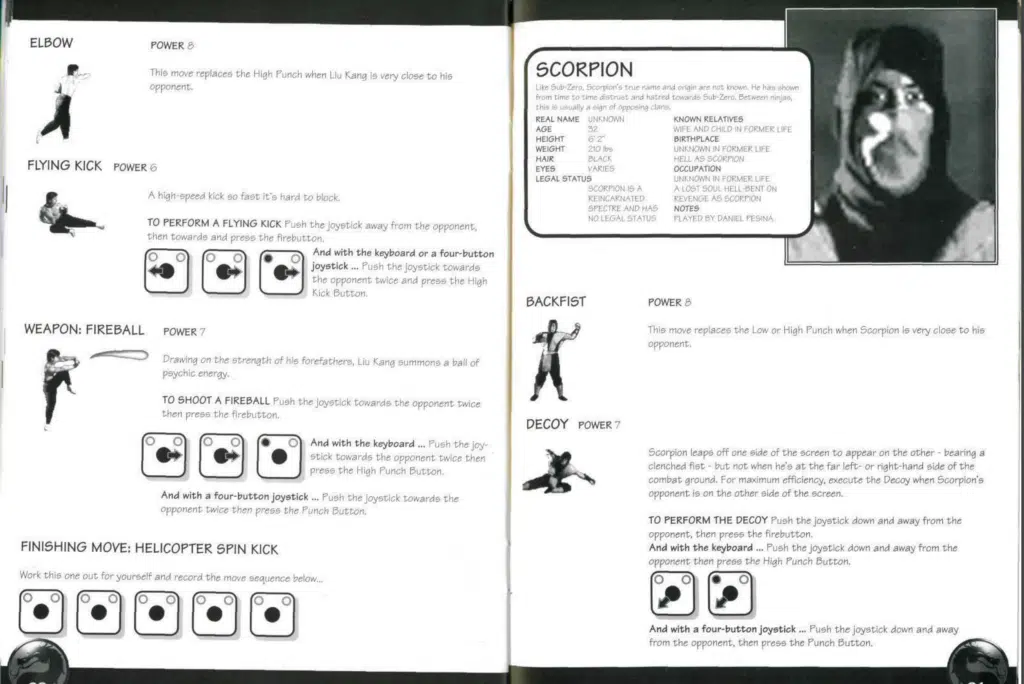 ELBOW
POWER 8
This move replaces the High Punch when Liu Kang is very close to his
opponent.
FLYING KICK POWER 6
A high-speed kick so fast it's hard to block.
TO PERFORM A FLYING KICK Push the joystick away from the opponent,
then towards and press the firebutton.
And with the keyboard or a four-button
joystick ... Push the joystick towards
the opponent twice and press the High
Kick Button.
WEAPON: FIREBALL POWER 7
Drawing on the strength of his forefathers, Liu Kang summons a ball of
psychic energy.
TO SHOOT A FIREBALL Push the joystick towards the opponent twice
then press the firebutton.
And with the keyboard ... Push the joy-
stick towards the opponent twice then
press the High Punch Button.
And with a four-button joystick ... Push the joystick towards the
opponent twice then press the Punch Button.
FINISHING MOVE: HELICOPTER SPIN KICK
Work this one out for yourself and record the move sequence below...
SCORPION
Like Sub-Zero, Scorpion's true name and origin are not known. He has shown
from time to time distrust and hatred towards Sub-Zero. Between ninjas,
this is usually a sign of opposing clans.
REAL NAME UNKNOWN
AGE 32
HEIGHT 6' 2"
WEIGHT 210 lbs
HAIR BLACK
EYES VARIES
LEGAL STATUS
SCORPION IS A
REINCARNATED
SPECTRE AND HAS
NO LEGAL STATUS
KNOWN RELATIVES
WIFE AND CHILD IN FORMER LIFE
BIRTHPLACE
UNKNOWN IN FORMER LIFE
HELL AS SCORPION
OCCUPATION
UNKNOWN IN FORMER LIFE
A LOST SOUL HELL-BENT ON
REVENGE AS SCORPION
NOTES
PLAYED BY DANIEL PESINA.
BACKFIST
POWER 8
This move replaces the Low or High Punch when Scorpion is very close to his
opponent.
DECOY POWER 7
Scorpion leaps off one side of the screen to appear on the other - bearing a
clenched fist - but not when he's at the far left- or right-hand side of the
combat ground. For maximum efficiency, execute the Decoy when Scorpion's
opponent is on the other side of the screen.
TO PERFORM THE DECOY Push the joystick down and away from the
opponent, then press the firebutton.
And with the keyboard ... Push the joystick down and away from the
opponent then press the High Punch Button.
And with a four-button joystick ... Push the joystick down and away
from the opponent, then press the Punch Button.